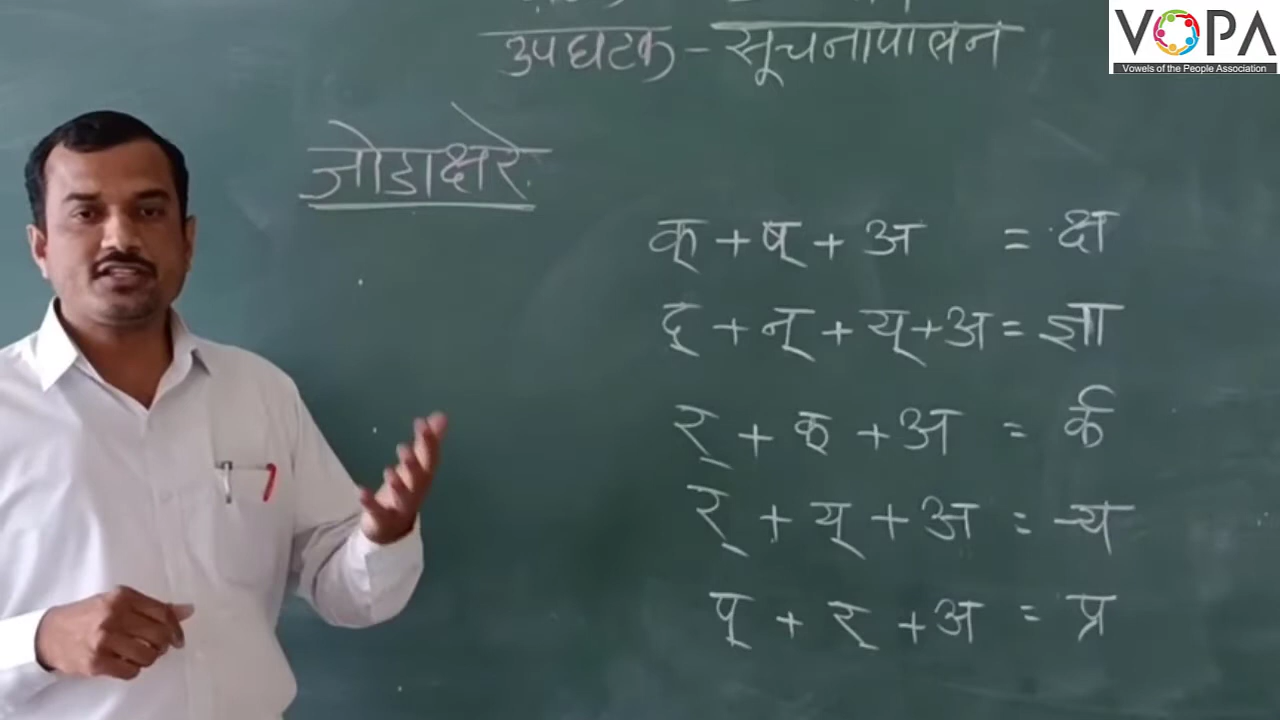 VOPA
Vowels of the People Association
उपघटक – सूचनापालन
जोडाक्षरे.
क् + ष् + अ = क्ष
द् + न् + य् + अ = ज्ञा
र् + क + अ = र्क
र् + य् + अ = ऱ्य
प् + र् + अ = प्र